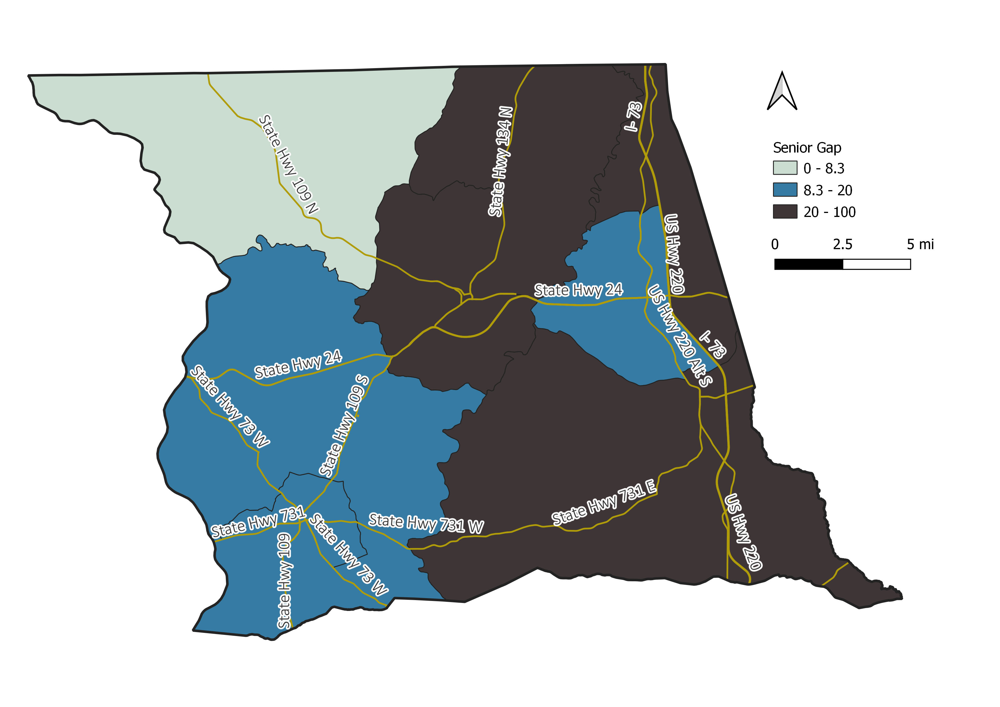 State Hwy 109 N
State Hwy 134 N
I- 73
Senior Gap
0 - 8.3
8.3 - 20
20 - 100
0 2.5 5 mi
US Hwy 220
State Hwy 24
US Hwy 220 Alt S
I- 73
State Hwy 24
State Hwy 73 W
State Hwy 109 S
State Hwy 731
State Hwy 73 W
State Hwy 731 W
State Hwy 731 E
US Hwy 220
State Hwy 109